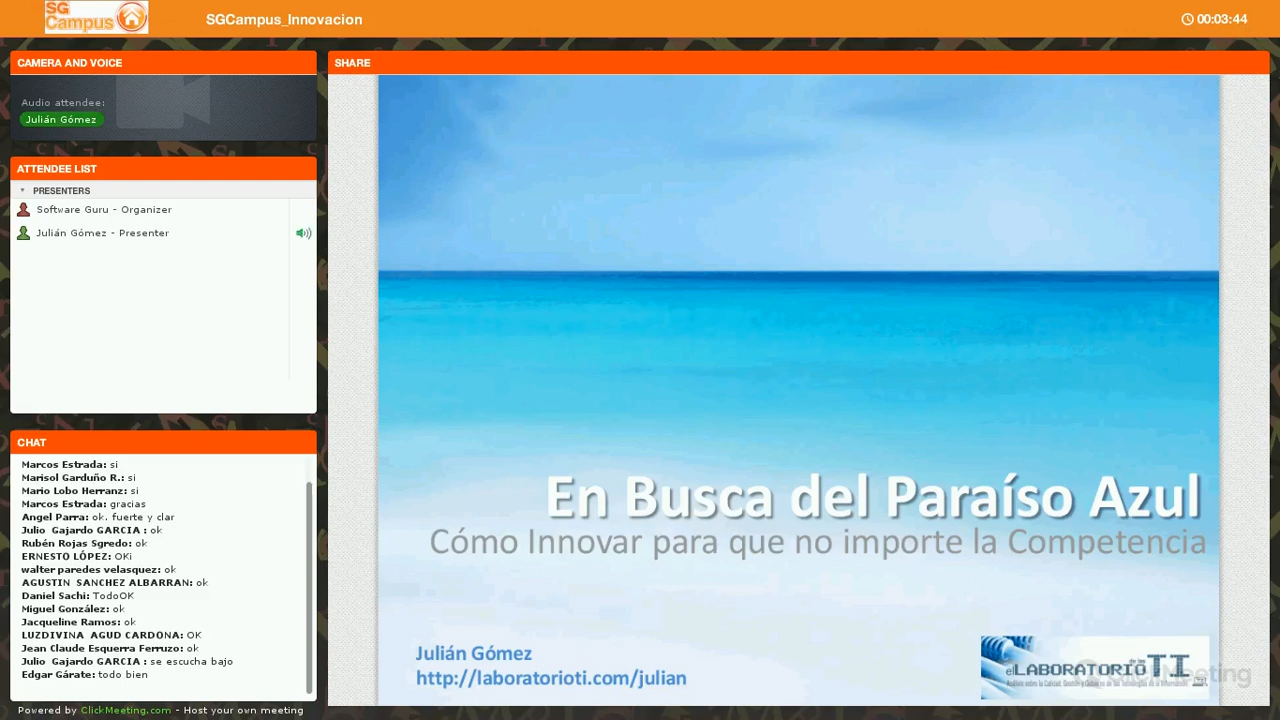 SG
Campus
SGCampus_Innovacion
00:03:44
CAMERA AND VOICE
Audio attendee:
Julián Gómez
ATTENDEE LIST
PRESENTERS
Software Guru - Organizer
Julián Gómez - Presenter
CHAT
Marcos Estrada: si
Marisol Garduño R.: si
Mario Lobo Herranz: si
Marcos Estrada: gracias
Angel Parra: ok. fuerte y clar
Julio Gajardo GARCIA : ok
Rubén Rojas Sgredo: ok
ERNESTO LÓPEZ: OKi
walter paredes velasquez: ok
AGUSTIN SANCHEZ ALBARRAN: ok
Daniel Sachi: TodoOK
Miguel González: ok
Jacqueline Ramos: ok
LUZDIVINA AGUD CARDONA: OK
Jean Claude Esquerra Ferruzo: ok
Julio Gajardo GARCIA : se escucha bajo
Edgar Gárate: todo bien
Powered by ClickMeeting.com - Host your own meeting
SHARE
En Busca del Paraíso Azul
Cómo Innovar para que no importe la Competencia
Julián Gómez
http://laboratorioti.com/julian
el LABORATORIO de las TI
ClickMeeting